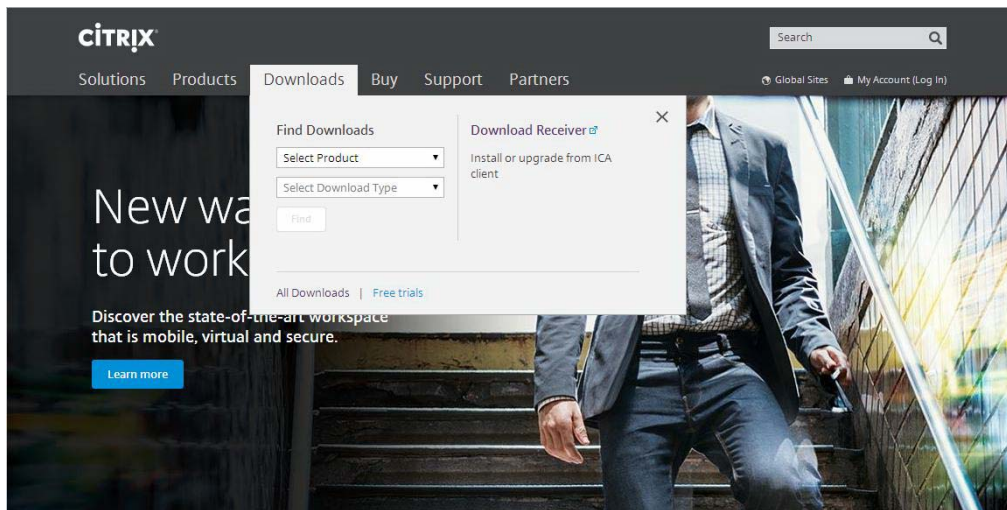 CİTRIX
Search
Solutions Products Downloads Buy Support Partners
Global Sites My Account (Log In)
Find Downloads
Select Product
Select Download Type
Find
Download Receiver
Install or upgrade from ICA
client
All Downloads | Free trials
New wa
to work
Discover the state-of-the-art workspace
that is mobile, virtual and secure.
Learn more